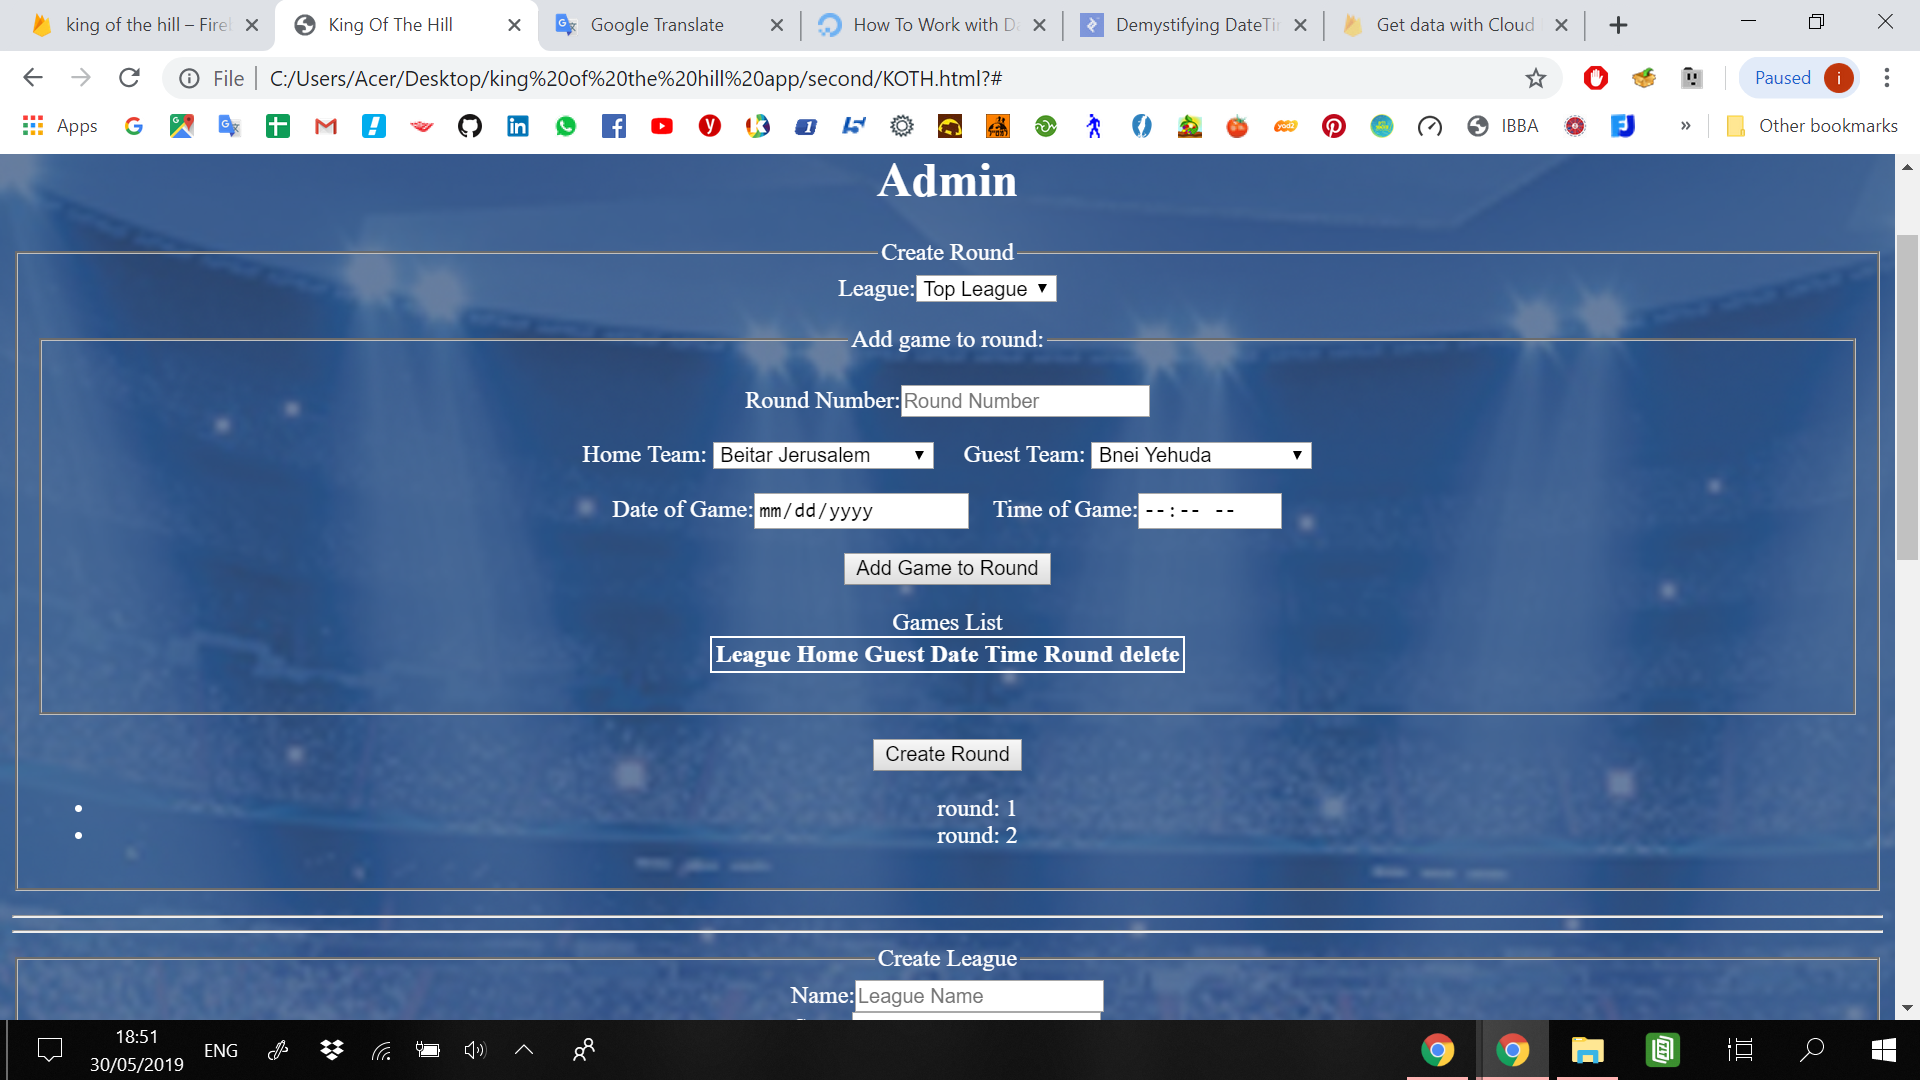 king of the hill – Fire
King Of The Hill
Google Translate
How To Work with D
Demystifying DateTi
Get data with Cloud
File
C:/Users/Acer/Desktop/king%20of%20the%20hill%20app/second/KOTH.html?#
Paused
i
Apps
IBBA
»
Other bookmarks
Admin
Create Round
League: Top League
Add game to round:
Round Number: Round Number
Home Team: Beitar Jerusalem Guest Team: Bnei Yehuda
Date of Game: mm/dd/yyyy Time of Game: --:-- --
Add Game to Round
Games List
League Home Guest Date Time Round delete
Create Round
• round: 1
• round: 2
Create League
Name: League Name
18:51
30/05/2019
ENG